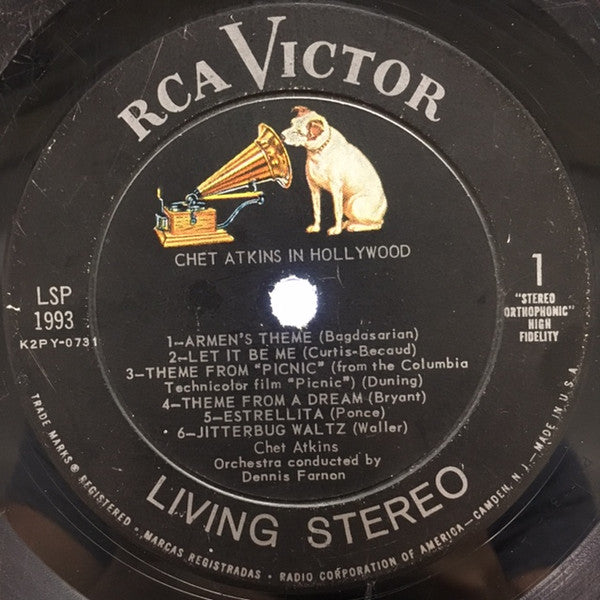 RCA VICTOR
CHET ATKINS IN HOLLYWOOD
LSP
1993
K2PY-0731
1
"STEREO
ORTHOPHONIC"
HIGH
FIDELITY
1—ARMEN'S THEME (Bagdasarian)
2—LET IT BE ME (Curtis-Becaud)
3—THEME FROM "PICNIC" (from the Columbia
Technicolor film "Picnic") (Duning)
4—THEME FROM A DREAM (Bryant)
5—ESTRELLITA (Ponce)
6—JITTERBUG WALTZ (Waller)
Chet Atkins
Orchestra conducted by
Dennis Farnon
LIVING STEREO
TRADE MARKS ® REGISTERED • MARCAS REGISTRADAS • RADIO CORPORATION OF AMERICA—CAMDEN, N. J.—MADE IN U.S.A.